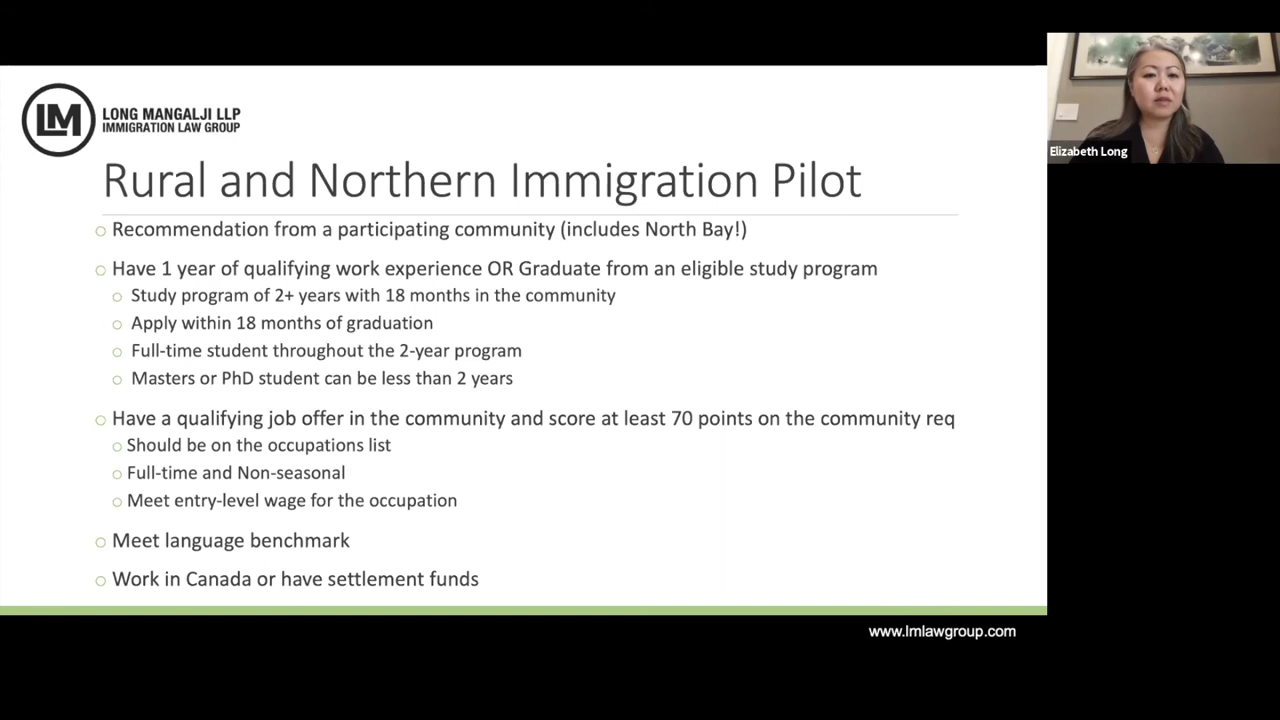 LM
LONG MANGALJI LLP
IMMIGRATION LAW GROUP
Rural and Northern Immigration Pilot
Recommendation from a participating community (includes North Bay!)
Have 1 year of qualifying work experience OR Graduate from an eligible study program
Study program of 2+ years with 18 months in the community
Apply within 18 months of graduation
Full-time student throughout the 2-year program
Masters or PhD student can be less than 2 years
Have a qualifying job offer in the community and score at least 70 points on the community req
Should be on the occupations list
Full-time and Non-seasonal
Meet entry-level wage for the occupation
Meet language benchmark
Work in Canada or have settlement funds
www.lmlawgroup.com
Elizabeth Long